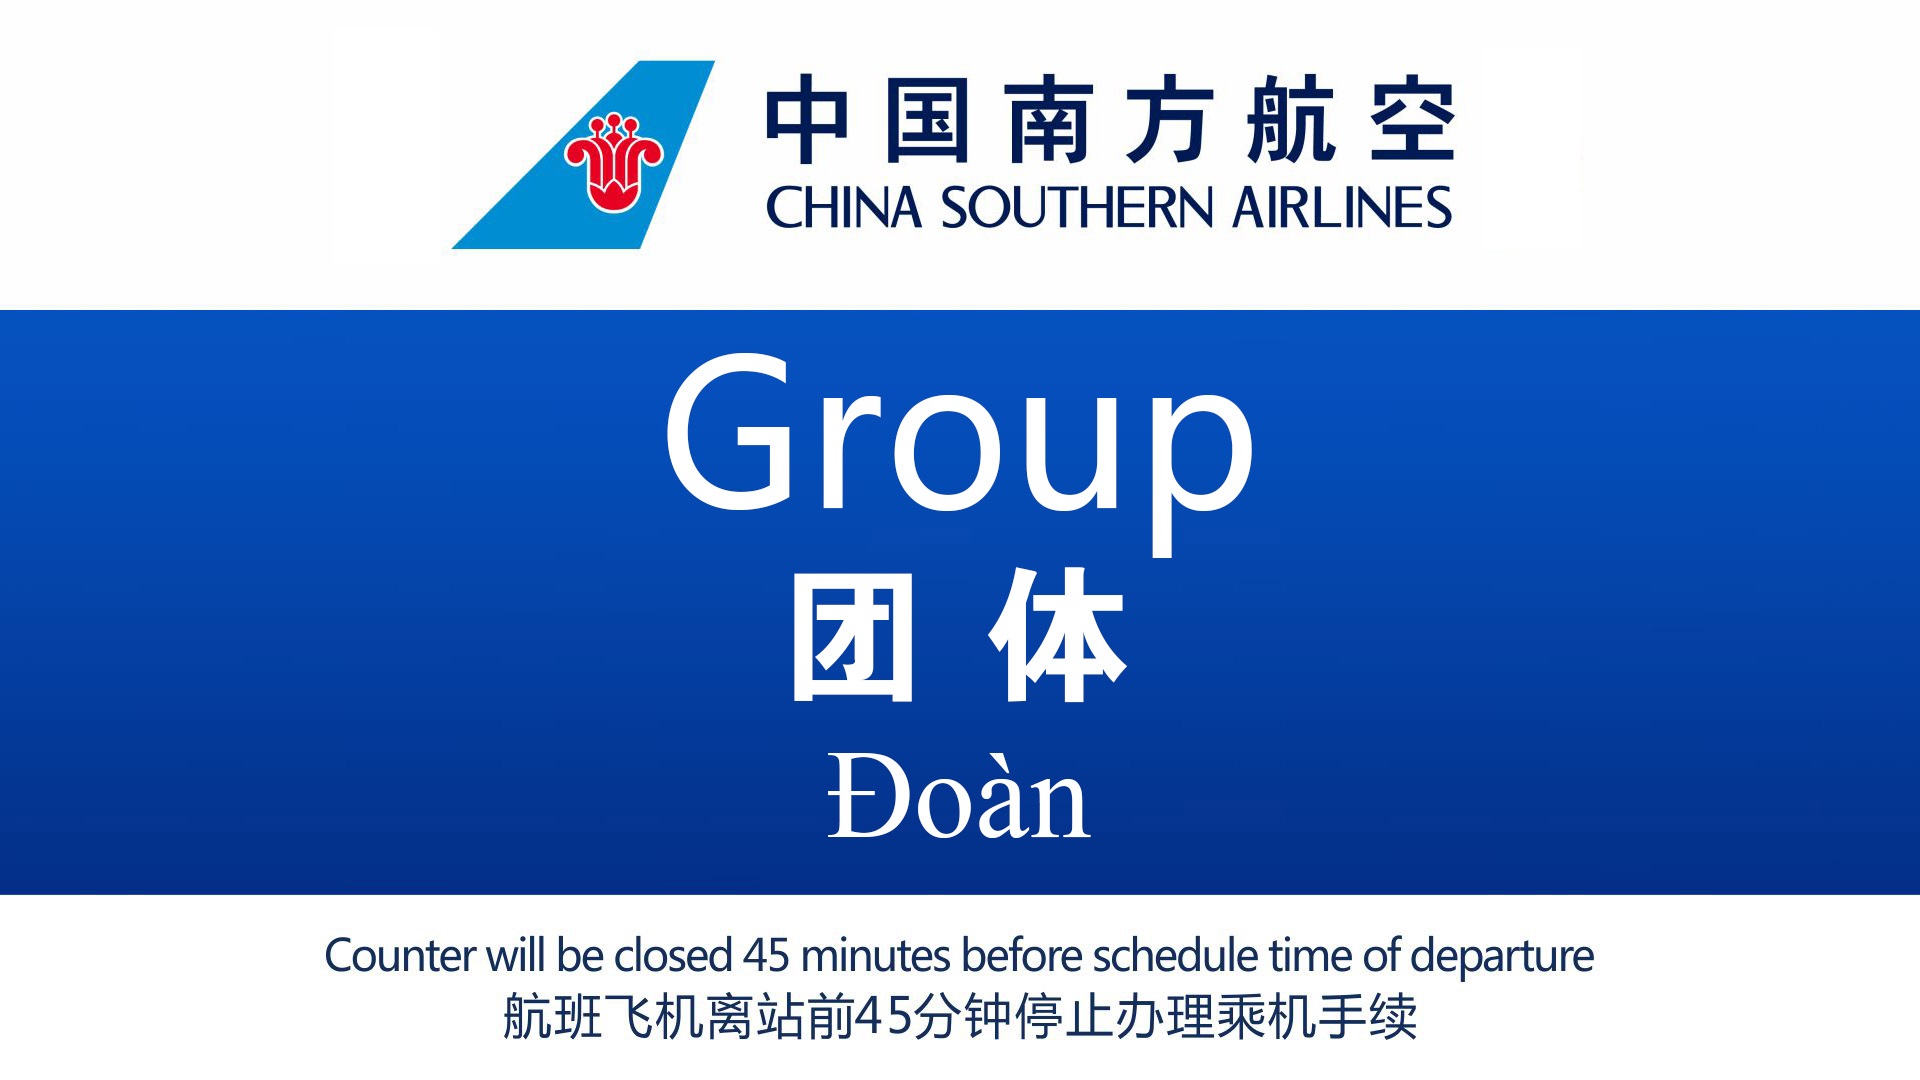 中国南方航空
CHINA SOUTHERN AIRLINES
Group
团体
Đoàn
Counter will be closed 45 minutes before schedule time of departure
航班飞机离站前45分钟停止办理乘机手续